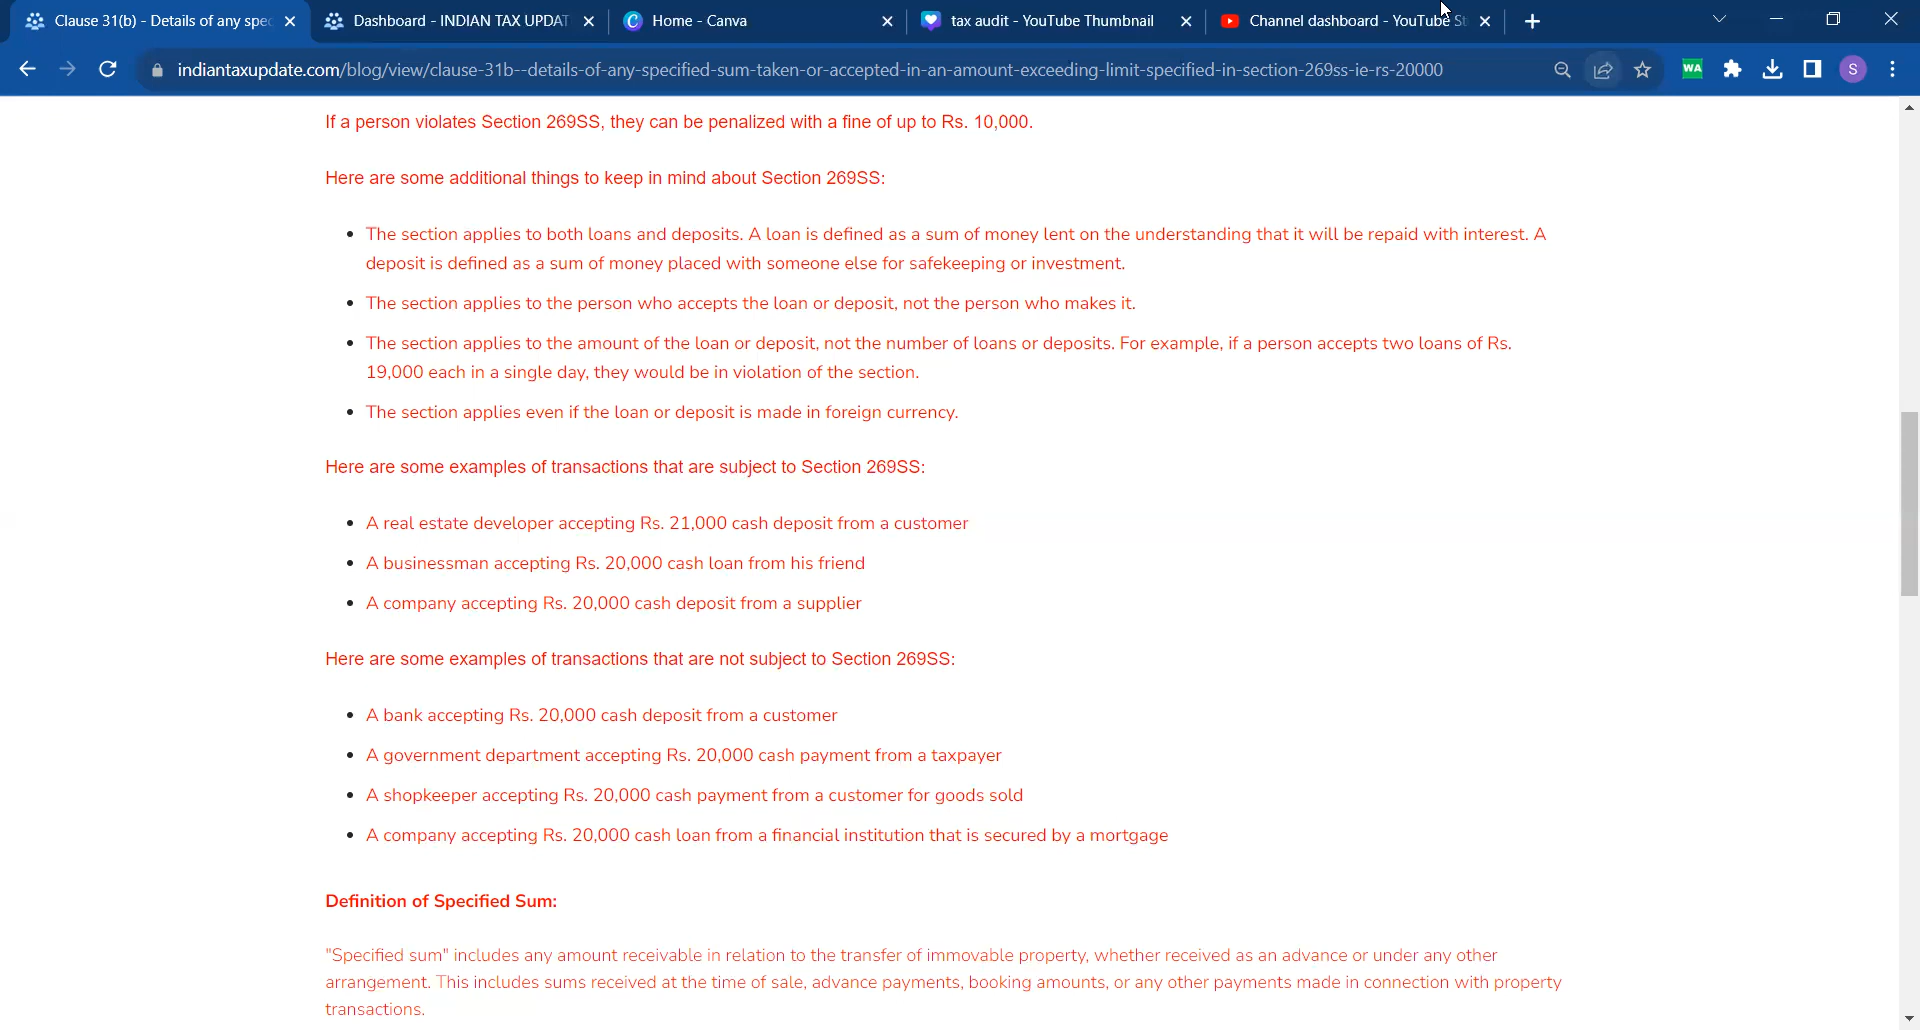 Clause 31(b) - Details of any spec
Dashboard - INDIAN TAX UPDAT
Home - Canva
tax audit - YouTube Thumbnail
Channel dashboard - YouTube St
indiantaxupdate.com/blog/view/clause-31b--details-of-any-specified-sum-taken-or-accepted-in-an-amount-exceeding-limit-specified-in-section-269ss-ie-rs-20000
WA
S
If a person violates Section 269SS, they can be penalized with a fine of up to Rs. 10,000.
Here are some additional things to keep in mind about Section 269SS:
• The section applies to both loans and deposits. A loan is defined as a sum of money lent on the understanding that it will be repaid with interest. A
deposit is defined as a sum of money placed with someone else for safekeeping or investment.
• The section applies to the person who accepts the loan or deposit, not the person who makes it.
• The section applies to the amount of the loan or deposit, not the number of loans or deposits. For example, if a person accepts two loans of Rs.
19,000 each in a single day, they would be in violation of the section.
• The section applies even if the loan or deposit is made in foreign currency.
Here are some examples of transactions that are subject to Section 269SS:
• A real estate developer accepting Rs. 21,000 cash deposit from a customer
• A businessman accepting Rs. 20,000 cash loan from his friend
• A company accepting Rs. 20,000 cash deposit from a supplier
Here are some examples of transactions that are not subject to Section 269SS:
• A bank accepting Rs. 20,000 cash deposit from a customer
• A government department accepting Rs. 20,000 cash payment from a taxpayer
• A shopkeeper accepting Rs. 20,000 cash payment from a customer for goods sold
• A company accepting Rs. 20,000 cash loan from a financial institution that is secured by a mortgage
Definition of Specified Sum:
"Specified sum" includes any amount receivable in relation to the transfer of immovable property, whether received as an advance or under any other
arrangement. This includes sums received at the time of sale, advance payments, booking amounts, or any other payments made in connection with property
transactions.